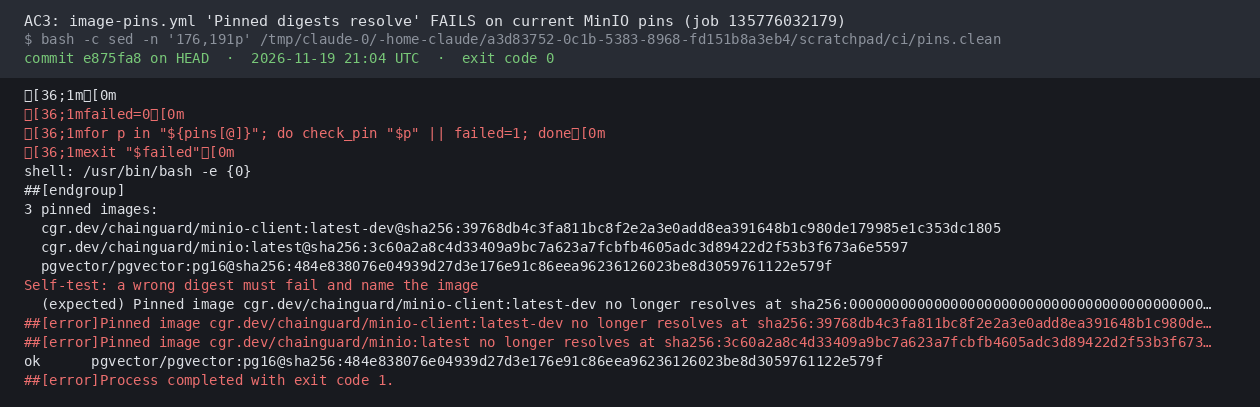 AC3: image-pins.yml 'Pinned digests resolve' FAILS on current MinIO pins (job 135776032179)
$ bash -c sed -n '176,191p' /tmp/claude-0/-home-claude/a3d83752-0c1b-5383-8968-fd151b8a3eb4/scratchpad/ci/pins.clean
commit e875fa8 on HEAD · 2026-11-19 21:04 UTC · exit code 0
[36;1m[0m
[36;1mfailed=0[0m
[36;1mfor p in "${pins[@]}"; do check_pin "$p" || failed=1; done[0m
[36;1mexit "$failed"[0m
shell: /usr/bin/bash -e {0}
##[endgroup]
3 pinned images:
cgr.dev/chainguard/minio-client:latest-dev@sha256:39768db4c3fa811bc8f2e2a3e0add8ea391648b1c980de179985e1c353dc1805
cgr.dev/chainguard/minio:latest@sha256:3c60a2a8c4d33409a9bc7a623a7fcbfb4605adc3d89422d2f53b3f673a6e5597
pgvector/pgvector:pg16@sha256:484e838076e04939d27d3e176e91c86eea96236126023be8d3059761122e579f
Self-test: a wrong digest must fail and name the image
(expected) Pinned image cgr.dev/chainguard/minio-client:latest-dev no longer resolves at sha256:000000000000000000000000000000000000000000…
##[error]Pinned image cgr.dev/chainguard/minio-client:latest-dev no longer resolves at sha256:39768db4c3fa811bc8f2e2a3e0add8ea391648b1c980de…
##[error]Pinned image cgr.dev/chainguard/minio:latest no longer resolves at sha256:3c60a2a8c4d33409a9bc7a623a7fcbfb4605adc3d89422d2f53b3f673…
ok pgvector/pgvector:pg16@sha256:484e838076e04939d27d3e176e91c86eea96236126023be8d3059761122e579f
##[error]Process completed with exit code 1.